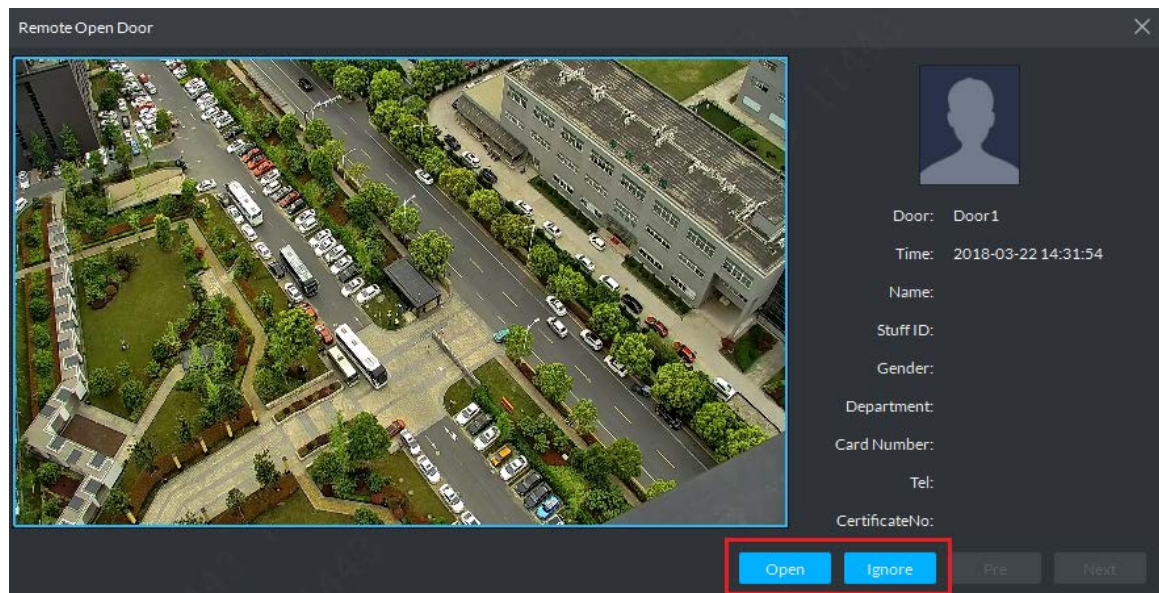 Remote Open Door
Door: Door1
Time: 2018-03-22 14:31:54
Name:
Stuff ID:
Gender:
Department:
Card Number:
Tel:
CertificateNo:
Open Ignore Pre Next